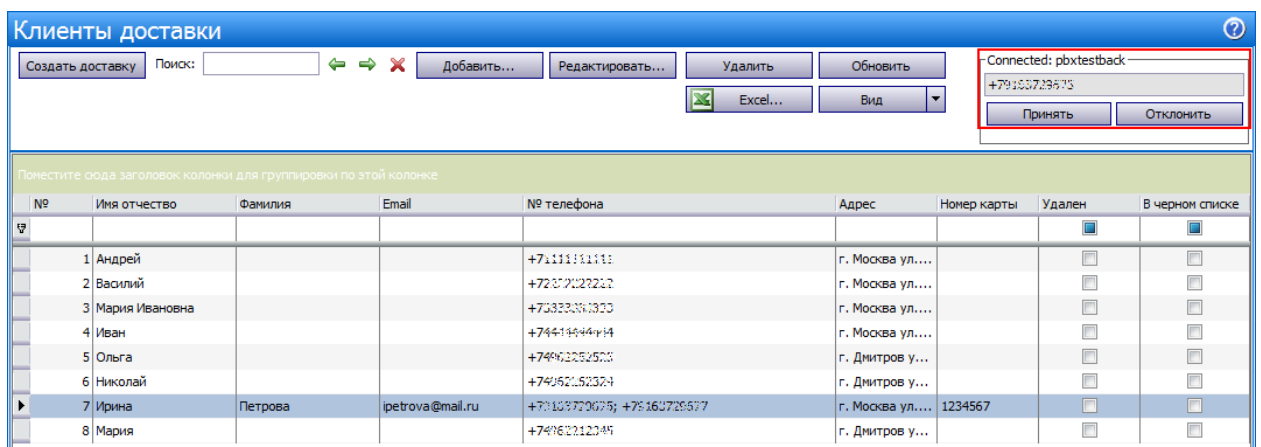 Клиенты доставки
Создать доставку Поиск: Добавить... Редактировать... Удалить Обновить
Excel... Вид
Connected: pbxtestback
Принять Отклонить
Поместите сюда заголовок колонки для группировки по этой колонке
№ Имя отчество Фамилия Email № телефона Адрес Номер карты Удален В черном списке
1 Андрей г. Москва ул....
2 Василий г. Москва ул....
3 Мария Ивановна г. Москва ул....
4 Иван г. Москва ул....
5 Ольга г. Дмитров у...
6 Николай г. Дмитров у...
7 Ирина Петрова ipetrova@mail.ru г. Москва ул.... 1234567
8 Мария г. Дмитров у...